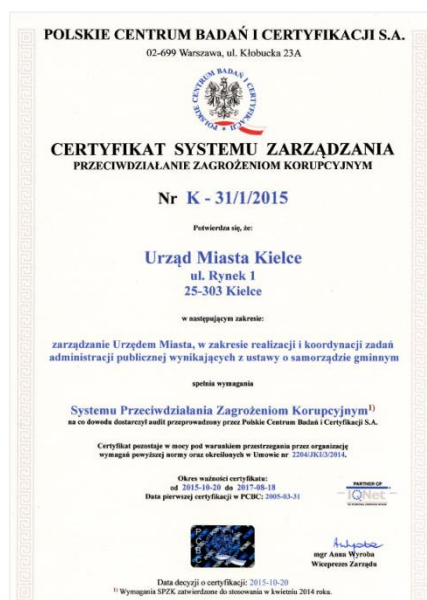 POLSKIE CENTRUM BADAŃ I CERTYFIKACJI S.A.
02-699 Warszawa, ul. Kłobucka 23A
POLSKIE CENTRUM BADAŃ I CERTYFIKACJI
CERTYFIKAT SYSTEMU ZARZĄDZANIA
PRZECIWDZIAŁANIE ZAGROŻENIOM KORUPCYJNYM
Nr K - 31/1/2015
Potwierdza się, że:
Urząd Miasta Kielce
ul. Rynek 1
25-303 Kielce
w następującym zakresie:
zarządzanie Urzędem Miasta, w zakresie realizacji i koordynacji zadań
administracji publicznej wynikających z ustawy o samorządzie gminnym
spełnia wymagania
Systemu Przeciwdziałania Zagrożeniom Korupcyjnym1)
na co dowodu dostarczył audit przeprowadzony przez Polskie Centrum Badań i Certyfikacji S.A.
Certyfikat pozostaje w mocy pod warunkiem przestrzegania przez organizację
wymagań powyższej normy oraz określonych w Umowie nr 2204/JKI/3/2014.
Okres ważności certyfikatu:
od 2015-10-20 do 2017-08-18
Data pierwszej certyfikacji w PCBC: 2005-03-31
PARTNER OF
IQNet
PCBC
mgr Anna Wyroba
Wiceprezes Zarządu
Data decyzji o certyfikacji: 2015-10-20
1) Wymagania SPZK zatwierdzone do stosowania w kwietniu 2014 roku.